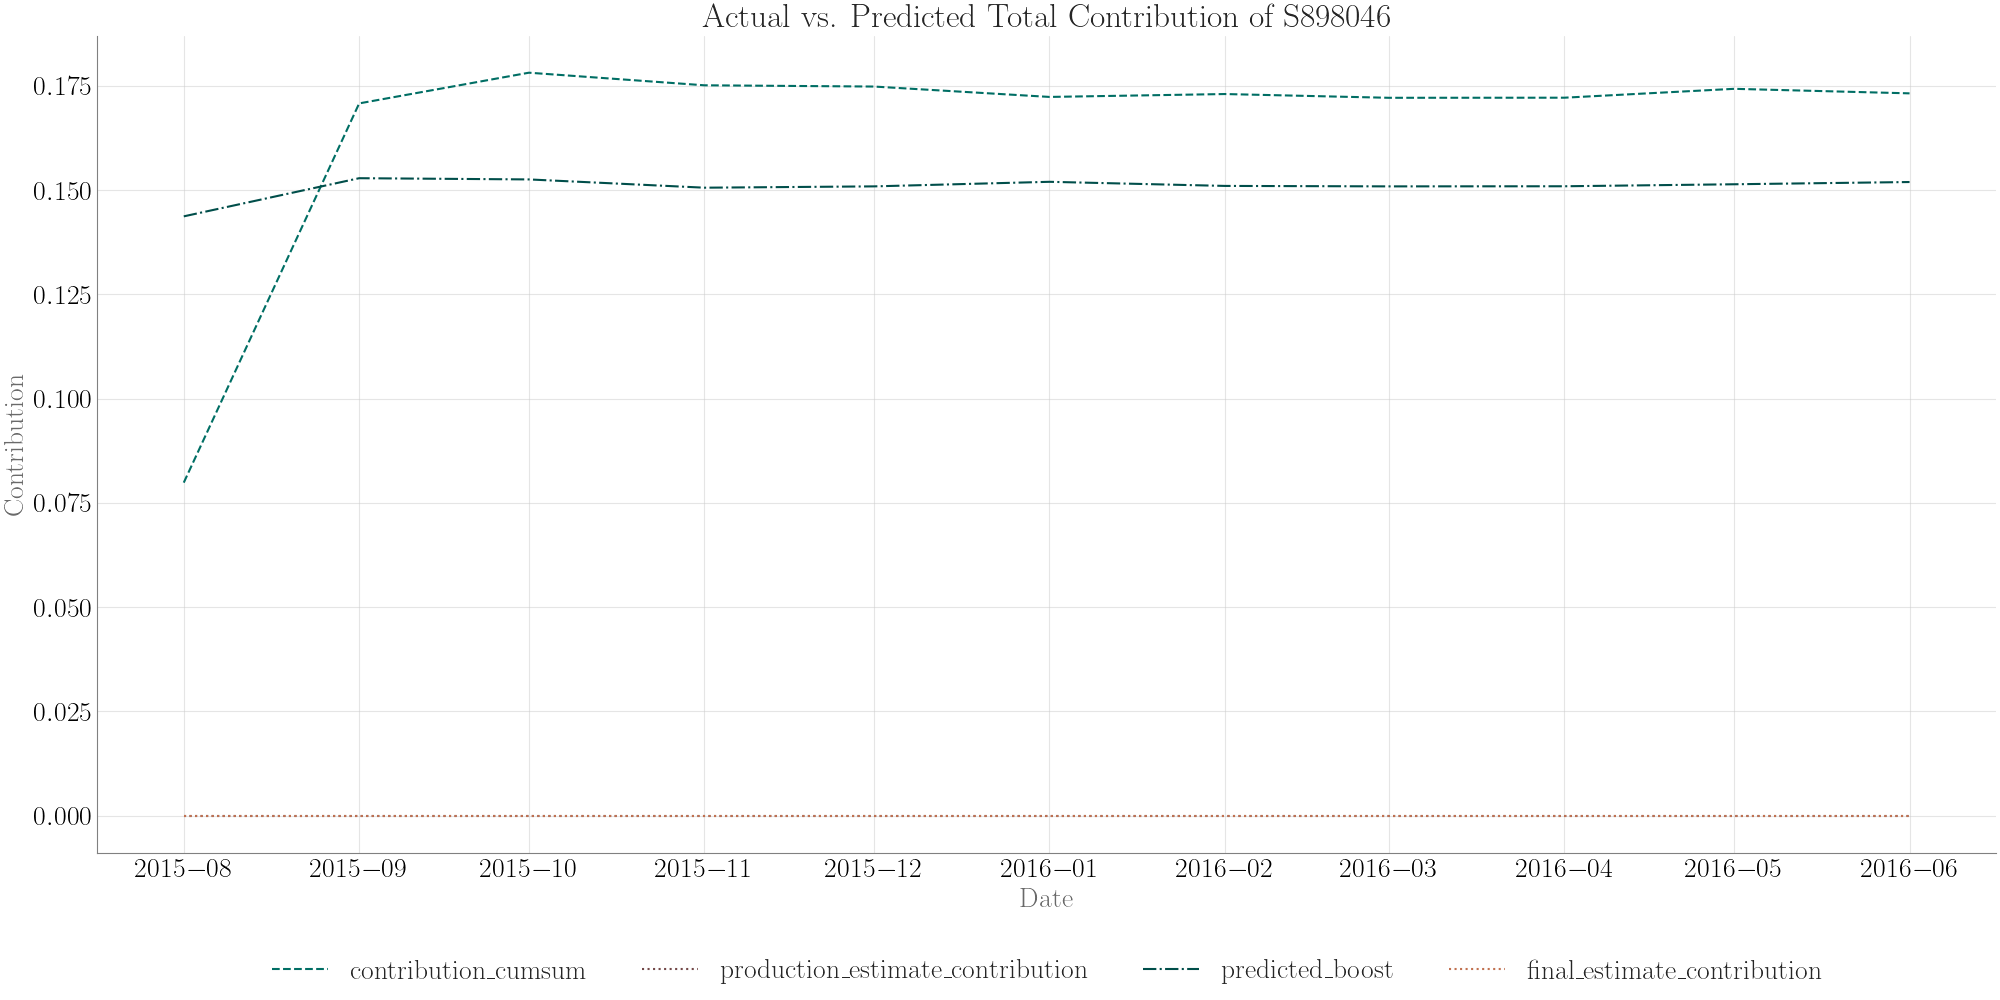 Actual vs. Predicted Total Contribution of S898046
Contribution
0.175
0.150
0.125
0.100
0.075
0.050
0.025
0.000
2015–08 2015–09 2015–10 2015–11 2015–12 2016–01 2016–02 2016–03 2016–04 2016–05 2016–06
Date
contribution_cumsum production_estimate_contribution predicted_boost final_estimate_contribution